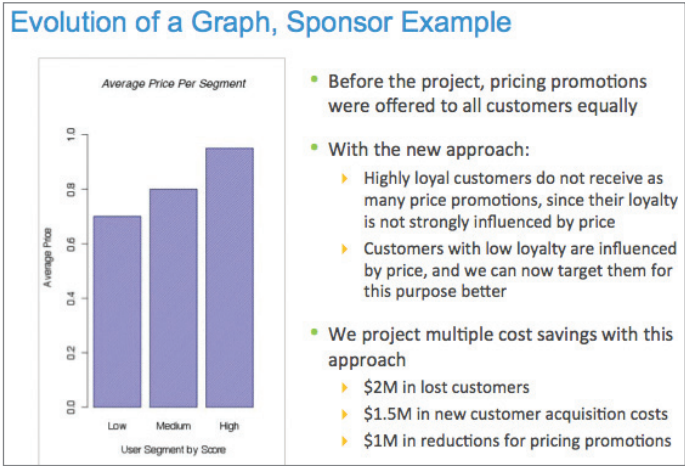 Evolution of a Graph, Sponsor Example
Average Price Per Segment
1.0
0.8
0.6
0.4
0.2
0.0
Average Price
Low Medium High
User Segment by Score
• Before the project, pricing promotions
were offered to all customers equally
• With the new approach:
Highly loyal customers do not receive as
many price promotions, since their loyalty
is not strongly influenced by price
Customers with low loyalty are influenced
by price, and we can now target them for
this purpose better
• We project multiple cost savings with this
approach
$2M in lost customers
$1.5M in new customer acquisition costs
$1M in reductions for pricing promotions